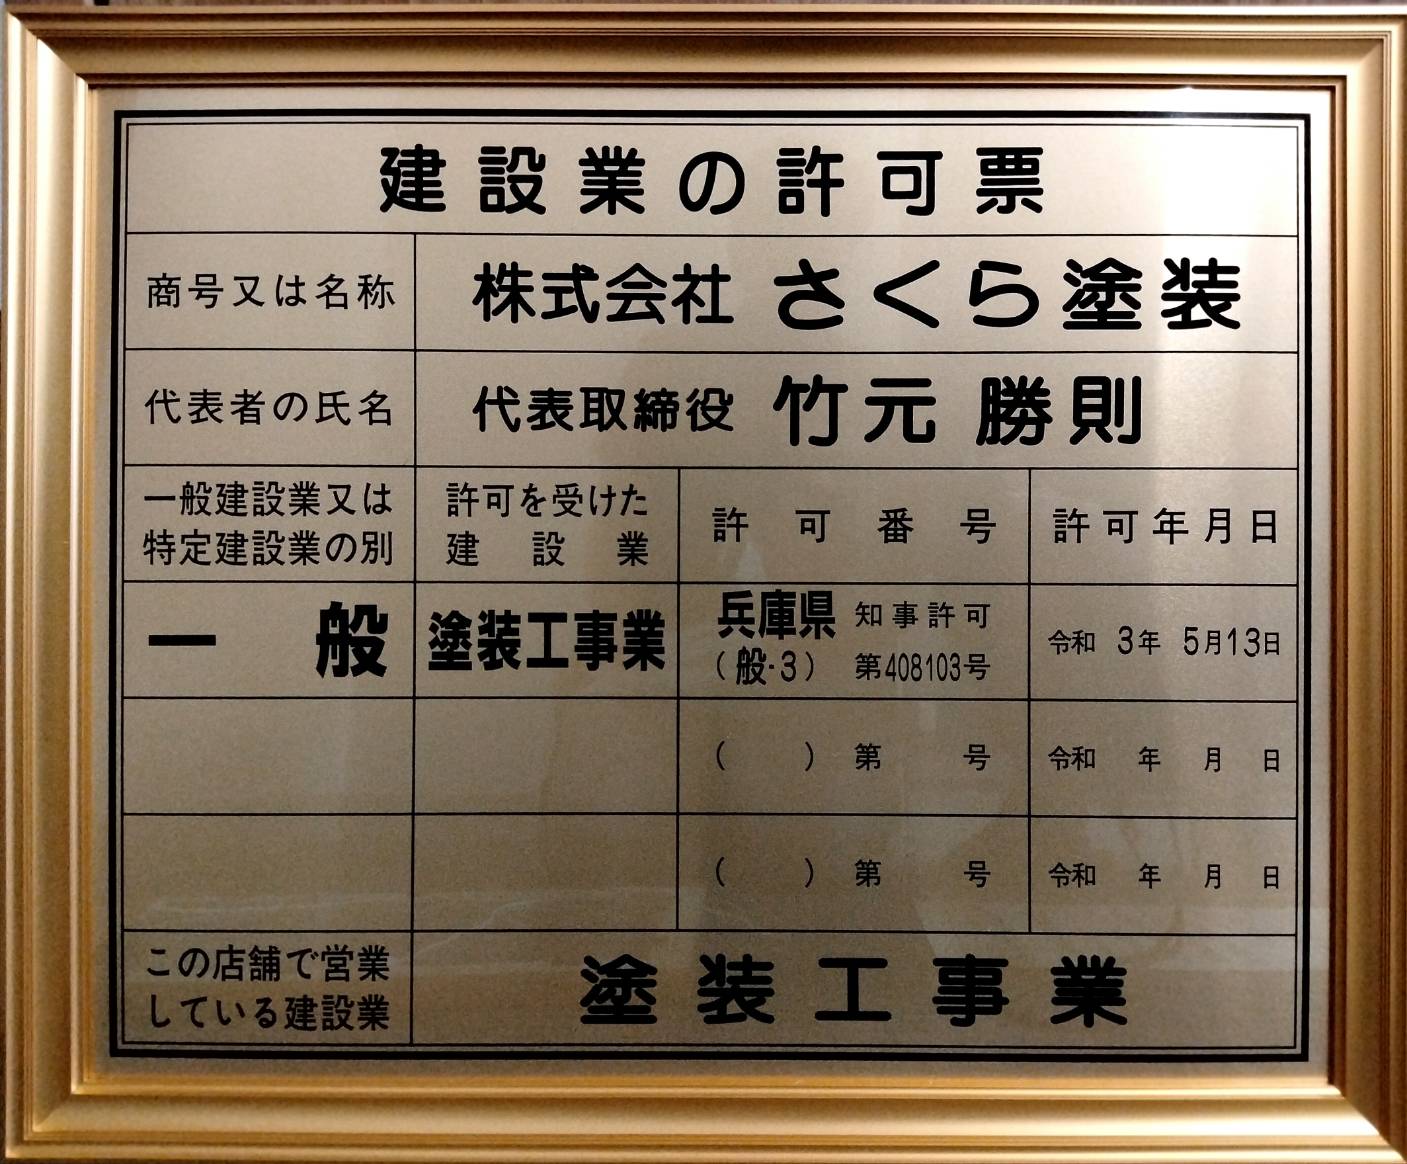 建設業の許可票
商号又は名称
株式会社 さくら塗装
代表者の氏名
代表取締役 竹元 勝則
一般建設業又は
特定建設業の別
許可を受けた
建設業
許可番号
許可年月日
一般
塗装工事業
兵庫県 知事許可
(般-3) 第408103号
令和 3年 5月13日
( ) 第 号
令和 年 月 日
( ) 第 号
令和 年 月 日
この店舗で営業
している建設業
塗装工事業